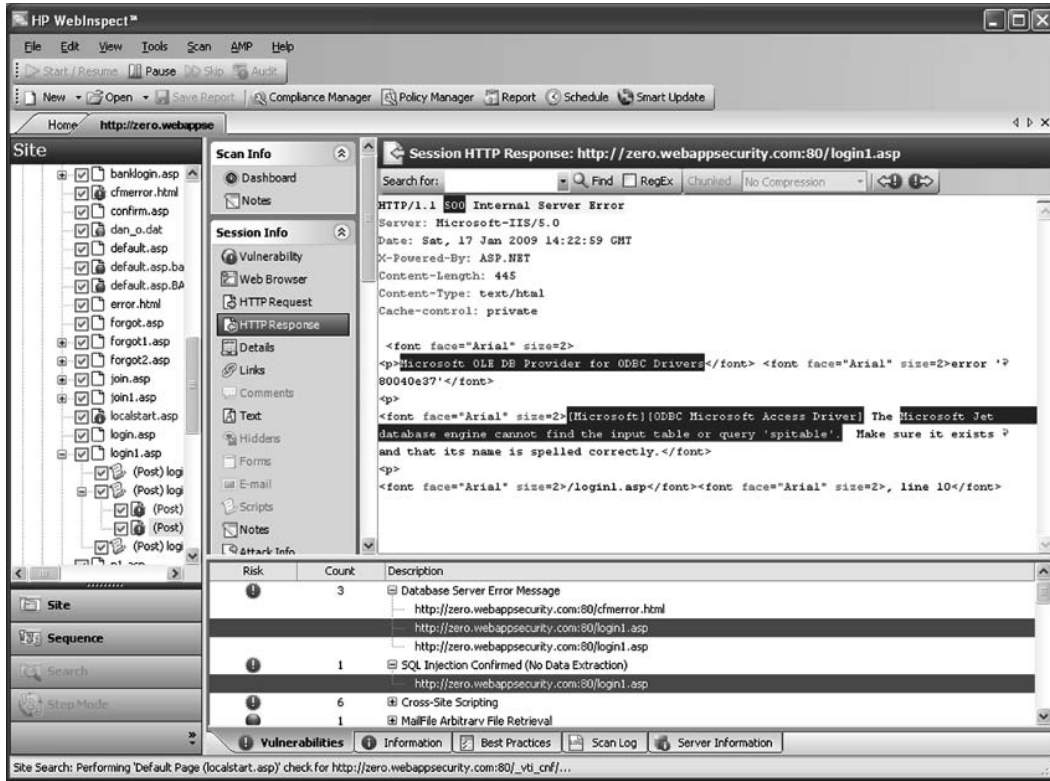 HP WebInspect™
File Edit View Tools Scan AMP Help
Start / Resume Pause Skip Audit
New Open Save Report Compliance Manager Policy Manager Report Schedule Smart Update
Home http://zero.webappse
Site
banklogin.asp
cfmerror.html
confirm.asp
dan_o.dat
default.asp
default.asp.ba
default.asp.BA
error.html
forgot.asp
forgot1.asp
forgot2.asp
join.asp
join1.asp
localstart.asp
login.asp
login1.asp
(Post) logi
(Post) logi
(Post)
(Post)
(Post) logi
Site
Sequence
Search
Step Mode
Scan Info
Dashboard
Notes
Session Info
Vulnerability
Web Browser
HTTP Request
HTTP Response
Details
Links
Comments
Text
Hiddens
Forms
E-mail
Scripts
Notes
Attack Info
Session HTTP Response: http://zero.webappsecurity.com:80/login1.asp
Search for: Find RegEx Chunked No Compression
HTTP/1.1 500 Internal Server Error
Server: Microsoft-IIS/5.0
Date: Sat, 17 Jan 2009 14:22:59 GMT
X-Powered-By: ASP.NET
Content-Length: 445
Content-Type: text/html
Cache-control: private
<font face="Arial" size=2>
<p>Microsoft OLE DB Provider for ODBC Drivers</font> <font face="Arial" size=2>error '
80040e37'</font>
<p>
<font face="Arial" size=2>[Microsoft][ODBC Microsoft Access Driver] The Microsoft Jet
database engine cannot find the input table or query 'spitable'. Make sure it exists
and that its name is spelled correctly.</font>
<p>
<font face="Arial" size=2>/login1.asp</font><font face="Arial" size=2>, line 10</font>
Risk Count Description
3 Database Server Error Message
http://zero.webappsecurity.com:80/cfmerror.html
http://zero.webappsecurity.com:80/login1.asp
http://zero.webappsecurity.com:80/login1.asp
1 SQL Injection Confirmed (No Data Extraction)
http://zero.webappsecurity.com:80/login1.asp
6 Cross-Site Scripting
1 MailFile Arbitrary File Retrieval
Vulnerabilities Information Best Practices Scan Log Server Information
Site Search: Performing 'Default Page (localstart.asp)' check for http://zero.webappsecurity.com:80/_vti_cnf/...